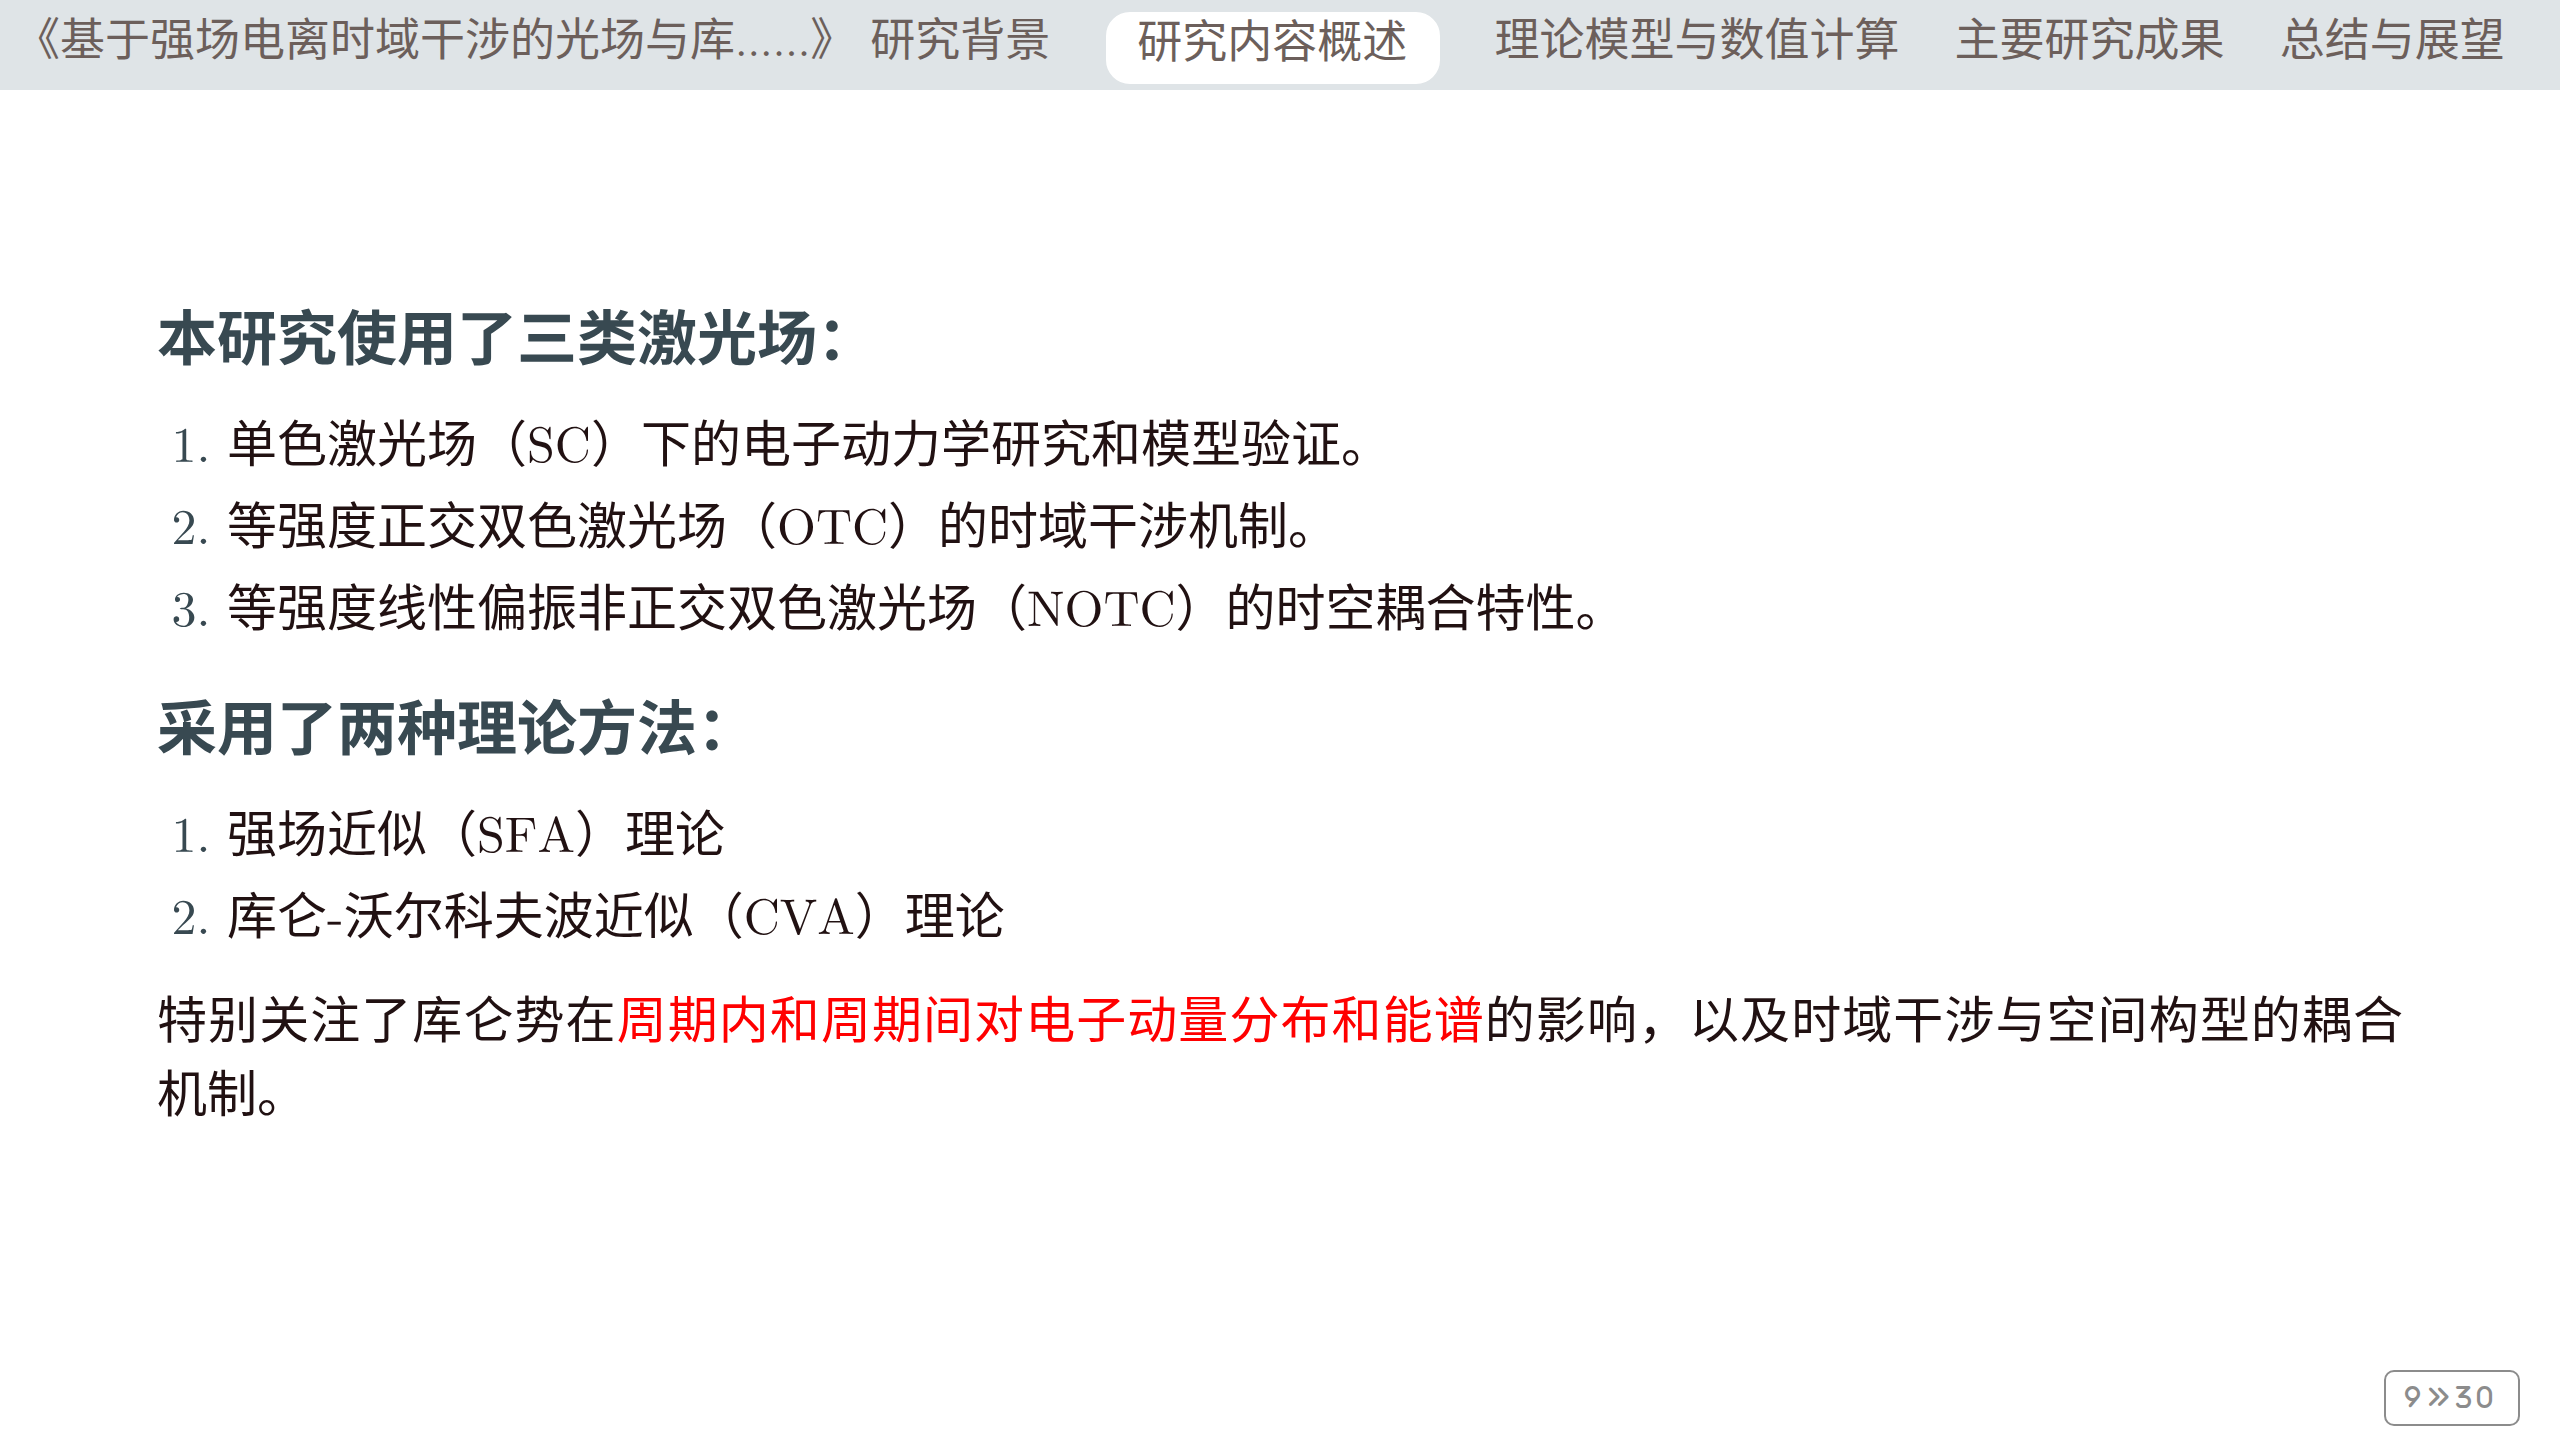 《基于强场电离时域干涉的光场与库......》 研究背景 研究内容概述 理论模型与数值计算 主要研究成果 总结与展望
本研究使用了三类激光场：
1. 单色激光场（SC）下的电子动力学研究和模型验证。
2. 等强度正交双色激光场（OTC）的时域干涉机制。
3. 等强度线性偏振非正交双色激光场（NOTC）的时空耦合特性。
采用了两种理论方法：
1. 强场近似（SFA）理论
2. 库仑-沃尔科夫波近似（CVA）理论
特别关注了库仑势在周期内和周期间对电子动量分布和能谱的影响，以及时域干涉与空间构型的耦合
机制。
9»30